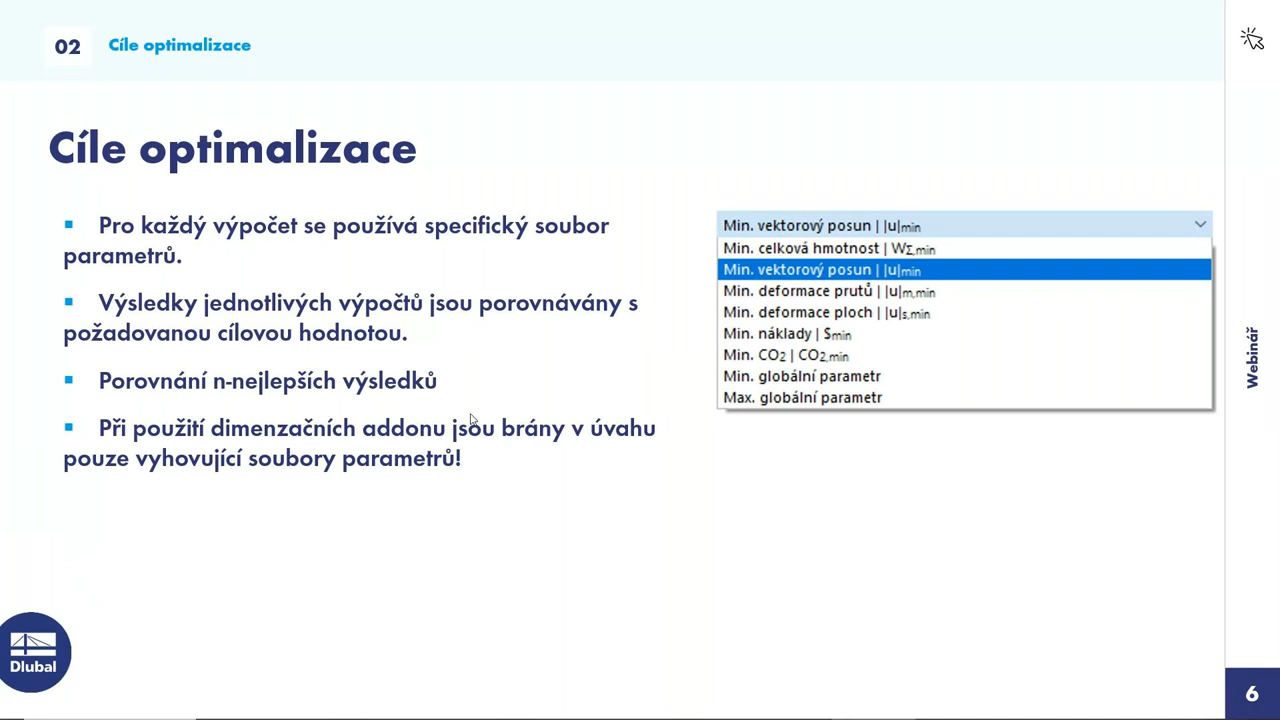 02 Cíle optimalizace
Cíle optimalizace
Pro každý výpočet se používá specifický soubor
parametrů.
Výsledky jednotlivých výpočtů jsou porovnávány s
požadovanou cílovou hodnotou.
Porovnání n-nejlepších výsledků
Při použití dimenzačních addonu jsou brány v úvahu
pouze vyhovující soubory parametrů!
Min. vektorový posun | |u|min
Min. celková hmotnost | WΣ,min
Min. vektorový posun | |u|min
Min. deformace prutů | |u|m,min
Min. deformace ploch | |u|s,min
Min. náklady | $min
Min. CO2 | CO2,min
Min. globální parametr
Max. globální parametr
Webinář
Dlubal
6